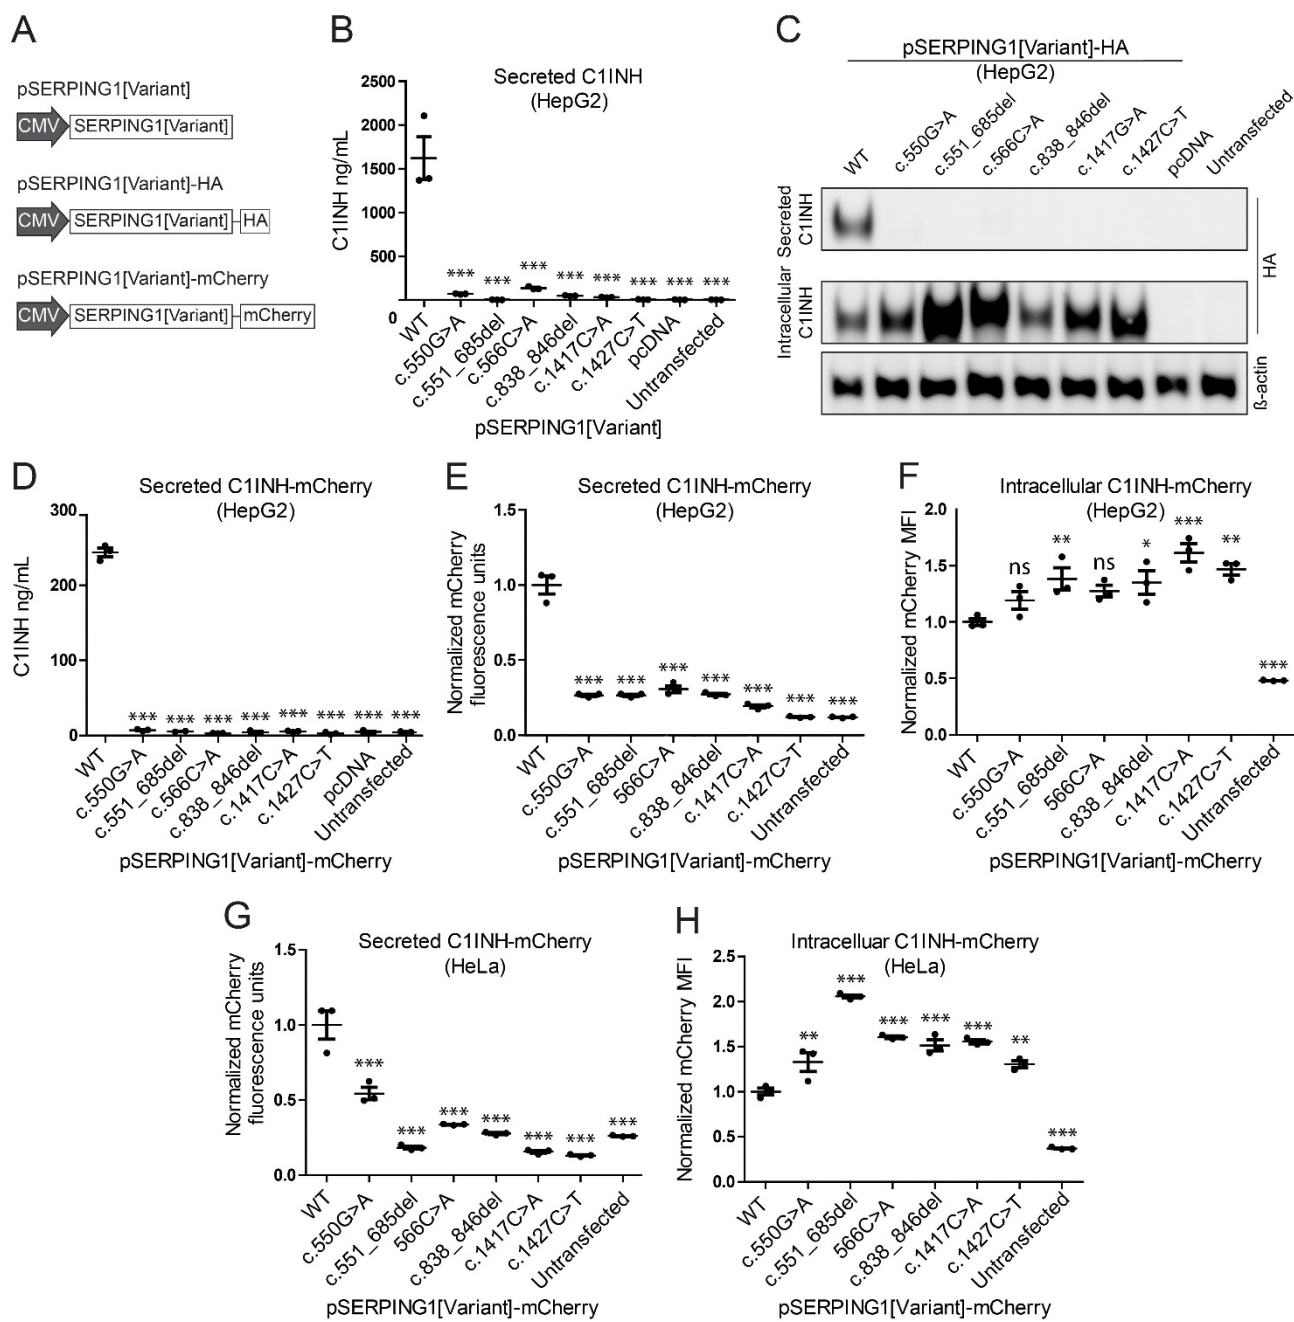 A
pSERPING1[Variant]
CMV SERPING1[Variant]
pSERPING1[Variant]-HA
CMV SERPING1[Variant] HA
pSERPING1[Variant]-mCherry
CMV SERPING1[Variant] mCherry
B
Secreted C1INH
(HepG2)
C1INH ng/mL
2500
2000
1500
1000
500
0
***
***
***
***
***
***
***
***
WT
c.550G>A
c.551_685del
c.566C>A
c.838_846del
c.1417C>A
c.1427C>T
pcDNA
Untransfected
pSERPING1[Variant]
C
pSERPING1[Variant]-HA
(HepG2)
WT
c.550G>A
c.551_685del
c.566C>A
c.838_846del
c.1417G>A
c.1427C>T
pcDNA
Untransfected
Secreted
C1INH
Intracellular
C1INH
HA
ß-actin
D
Secreted C1INH-mCherry
(HepG2)
C1INH ng/mL
300
200
100
0
***
***
***
***
***
***
***
***
WT
c.550G>A
c.551_685del
c.566C>A
c.838_846del
c.1417C>A
c.1427C>T
pcDNA
Untransfected
pSERPING1[Variant]-mCherry
E
Secreted C1INH-mCherry
(HepG2)
Normalized mCherry
fluorescence units
1.5
1.0
0.5
0.0
***
***
***
***
***
***
***
WT
c.550G>A
c.551_685del
566C>A
c.838_846del
c.1417C>A
c.1427C>T
Untransfected
pSERPING1[Variant]-mCherry
F
Intracellular C1INH-mCherry
(HepG2)
Normalized mCherry MFI
2.0
1.5
1.0
0.5
0.0
ns
**
ns
*
***
**
***
WT
c.550G>A
c.551_685del
566C>A
c.838_846del
c.1417C>A
c.1427C>T
Untransfected
pSERPING1[Variant]-mCherry
G
Secreted C1INH-mCherry
(HeLa)
Normalized mCherry
fluorescence units
1.5
1.0
0.5
0.0
***
***
***
***
***
***
***
WT
c.550G>A
c.551_685del
566C>A
c.838_846del
c.1417C>A
c.1427C>T
Untransfected
pSERPING1[Variant]-mCherry
H
Intracelluar C1INH-mCherry
(HeLa)
Normalized mCherry MFI
2.5
2.0
1.5
1.0
0.5
0.0
**
***
***
***
***
**
***
WT
c.550G>A
c.551_685del
566C>A
c.838_846del
c.1417C>A
c.1427C>T
Untransfected
pSERPING1[Variant]-mCherry